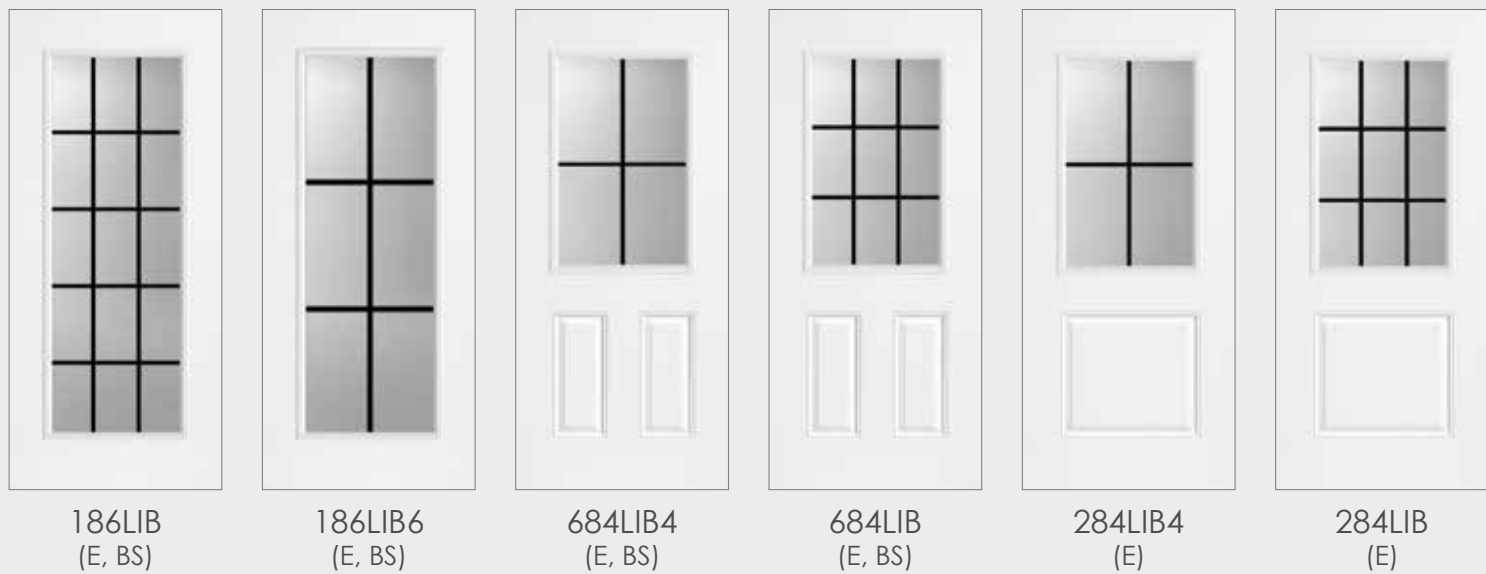 186LIB
(E, BS)
186LIB6
(E, BS)
684LIB4
(E, BS)
684LIB
(E, BS)
284LIB4
(E)
284LIB
(E)